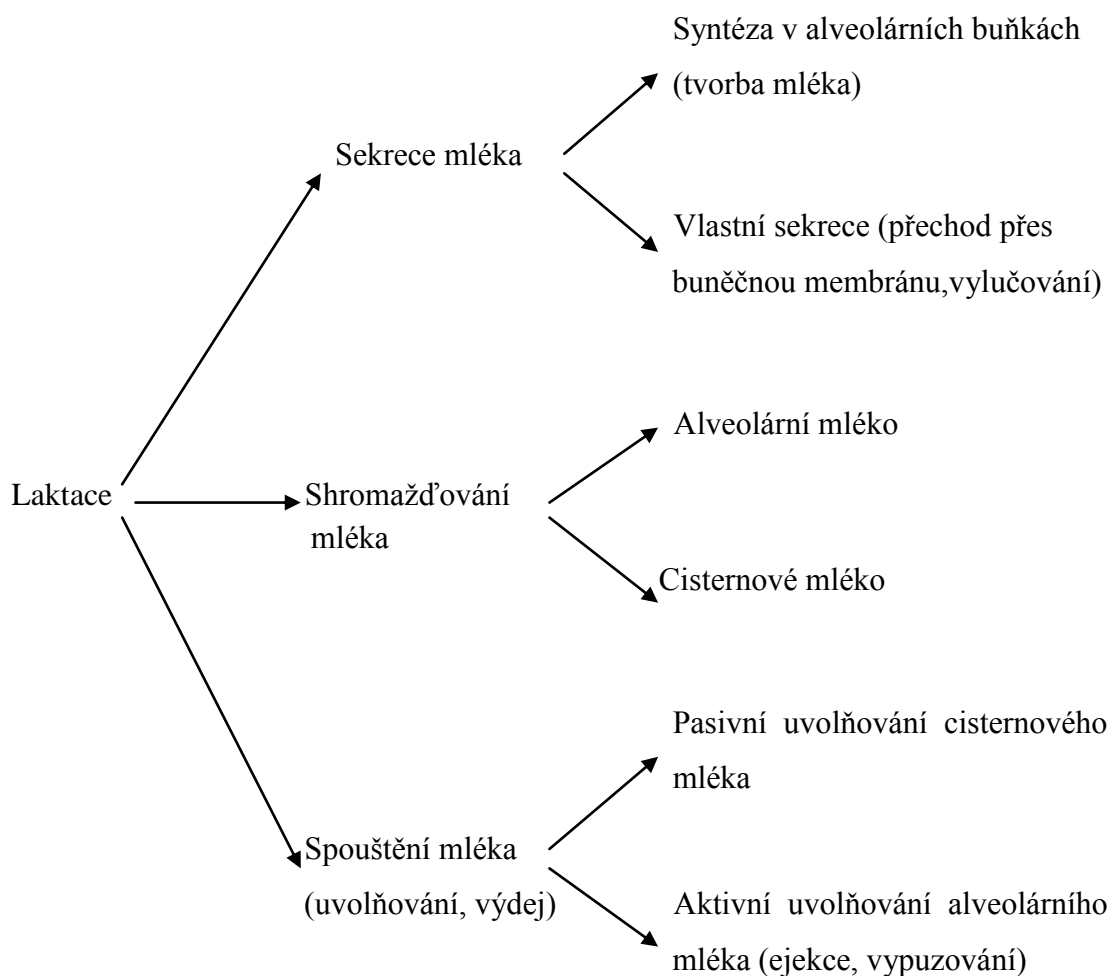 Syntéza v alveolárních buňkách
(tvorba mléka)
Sekrece mléka
Vlastní sekrece (přechod přes
buněčnou membránu,vylučování)
Alveolární mléko
Laktace
Shromažďování
mléka
Cisternové mléko
Pasivní uvolňování cisternového
mléka
Spouštění mléka
(uvolňování, výdej)
Aktivní uvolňování alveolárního
mléka (ejekce, vypuzování)